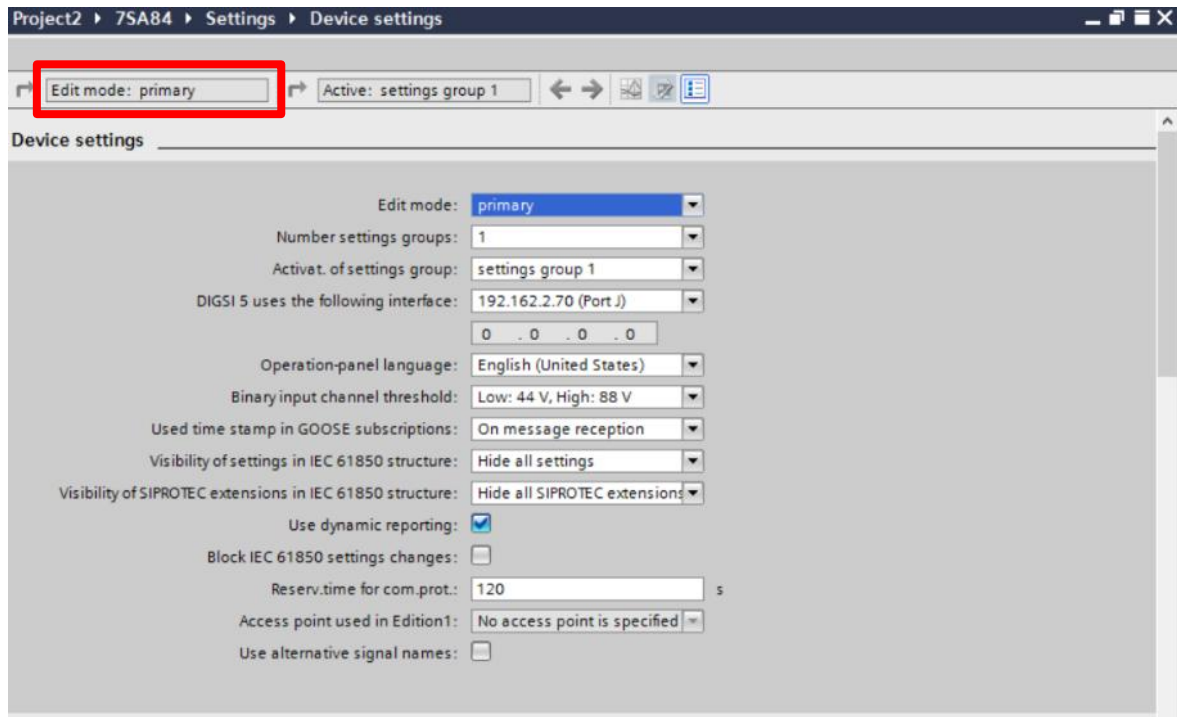 Project2 ▸ 7SA84 ▸ Settings ▸ Device settings
Edit mode: primary Active: settings group 1
Device settings
Edit mode: primary
Number settings groups: 1
Activat. of settings group: settings group 1
DIGSI 5 uses the following interface: 192.162.2.70 (Port J)
0 . 0 . 0 . 0
Operation-panel language: English (United States)
Binary input channel threshold: Low: 44 V, High: 88 V
Used time stamp in GOOSE subscriptions: On message reception
Visibility of settings in IEC 61850 structure: Hide all settings
Visibility of SIPROTEC extensions in IEC 61850 structure: Hide all SIPROTEC extensions
Use dynamic reporting:
Block IEC 61850 settings changes:
Reserv.time for com.prot.: 120 s
Access point used in Edition1: No access point is specified
Use alternative signal names: